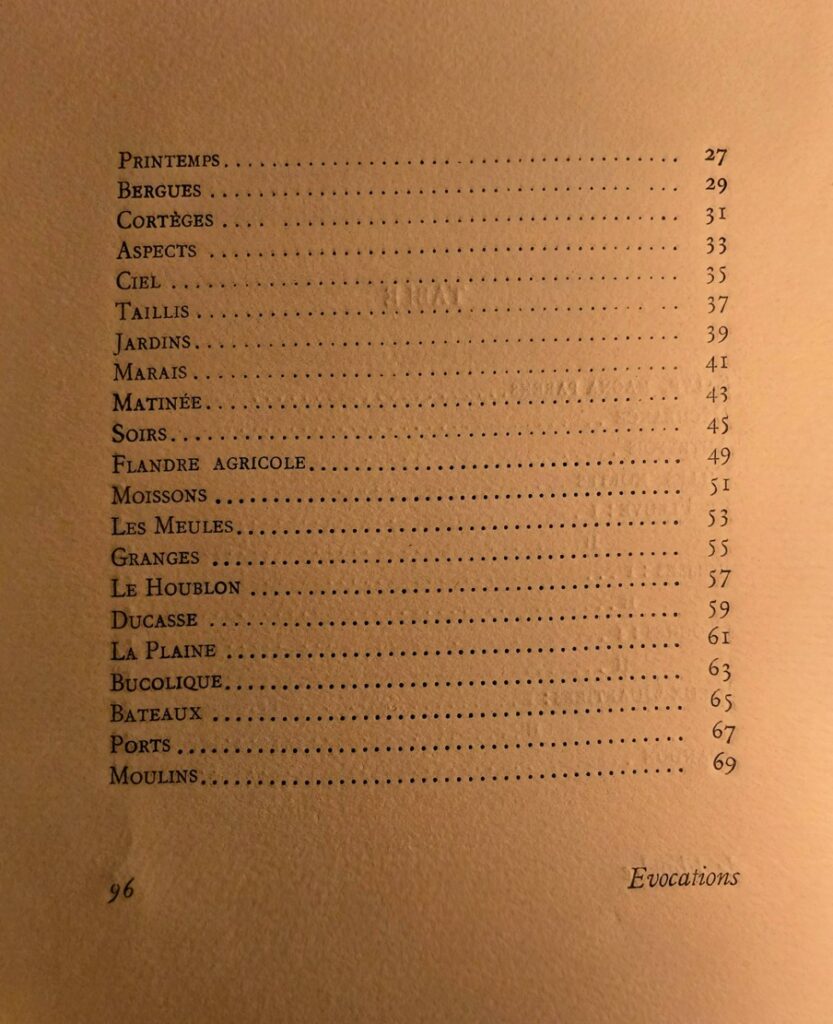 PRINTEMPS........................................ 27
BERGUES ........................................ 29
CORTÈGES .... ................................... 31
ASPECTS ........................................ 33
CIEL ............................................ 35
TAILLIS ......................................... 37
JARDINS.......................................... 39
MARAIS .......................................... 41
MATINÉE.......................................... 43
SOIRS............................................ 45
FLANDRE AGRICOLE................................. 49
MOISSONS ........................................ 51
LES MEULES....................................... 53
GRANGES ......................................... 55
LE HOUBLON ...................................... 57
DUCASSE ......................................... 59
LA PLAINE ....................................... 61
BUCOLIQUE........................................ 63
BATEAUX ......................................... 65
PORTS ........................................... 67
MOULINS.......................................... 69
96 Evocations